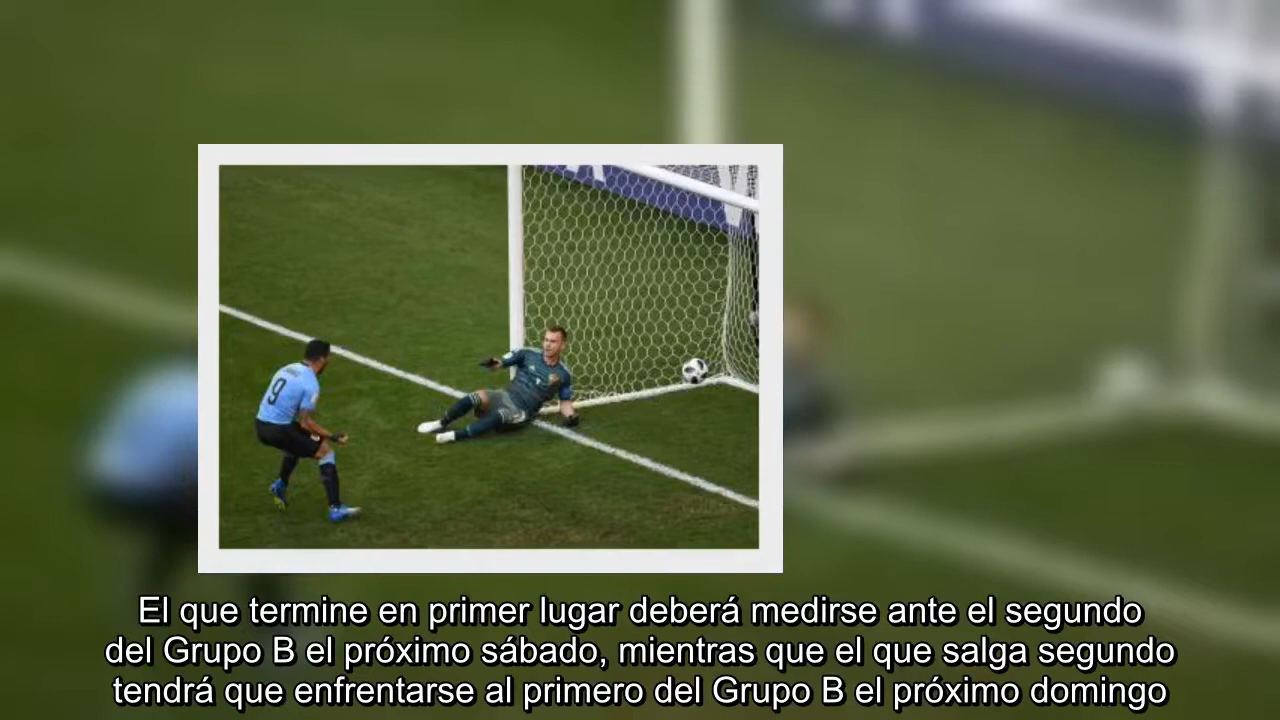 9
El que termine en primer lugar deberá medirse ante el segundo
del Grupo B el próximo sábado, mientras que el que salga segundo
tendrá que enfrentarse al primero del Grupo B el próximo domingo